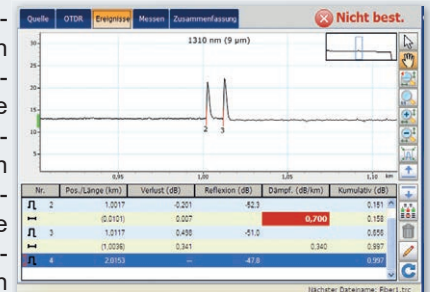 Quelle OTDR Ereignisse Messen Zusammenfassung Nicht best.
1310 nm (9 µm)
30
25
20
15
10
5
2 3
0,95 1,00 1,05 1,10 km
Nr. Pos./Länge (km) Verlust (dB) Reflexion (dB) Dämpf. (dB/km) Kumulativ (dB)
2 1,0017 -0.201 -52.3 0.151
(0.0101) 0.007 0,700 0.158
3 1,0117 0.498 -51.0 0.656
(1,0036) 0.341 0.340 0.997
4 2.0153 -- -47.8 0.997
Nächster Dateiname: Fiber1.trc